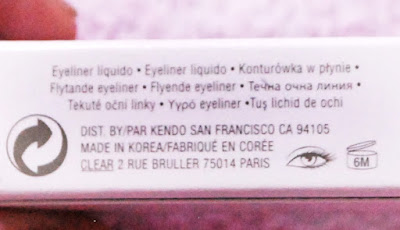 Eyeliner líquido • Eyeliner líquido • Konturówka w płynie •
Flytande eyeliner • Flyende eyeliner • Течна очна линия •
Tekuté oční linky • Υγρό eyeliner • Tuş lichid de ochi
DIST. BY/PAR KENDO SAN FRANCISCO CA 94105
MADE IN KOREA/FABRIQUÉ EN CORÉE
CLEAR 2 RUE BRULLER 75014 PARIS
6M